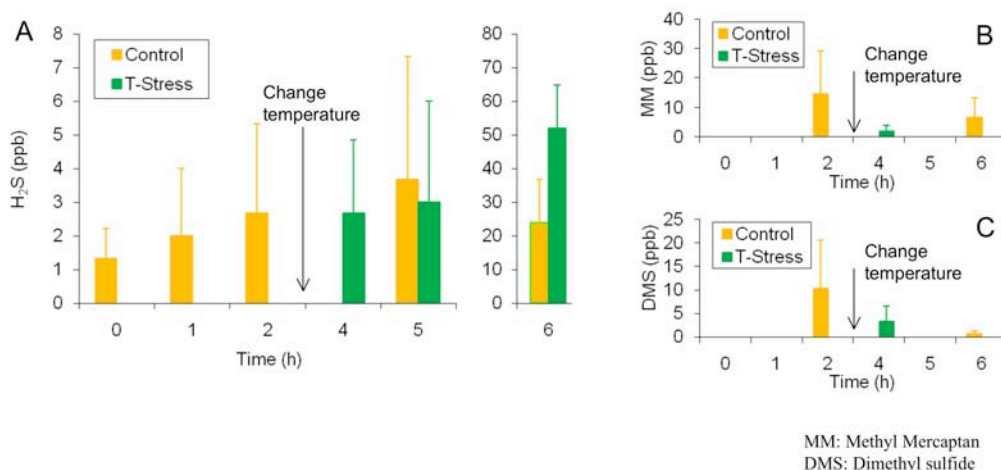 A
H₂S (ppb)
8
7
6
5
4
3
2
1
0
Control
T-Stress
Change
temperature
0 1 2 4 5
Time (h)
80
70
60
50
40
30
20
10
0
6
B
MM (ppb)
40
30
20
10
0
Control
T-Stress
Change
temperature
0 1 2 4 5 6
Time (h)
C
DMS (ppb)
25
20
15
10
5
0
Control
T-Stress
Change
temperature
0 1 2 4 5 6
Time (h)
MM: Methyl Mercaptan
DMS: Dimethyl sulfide